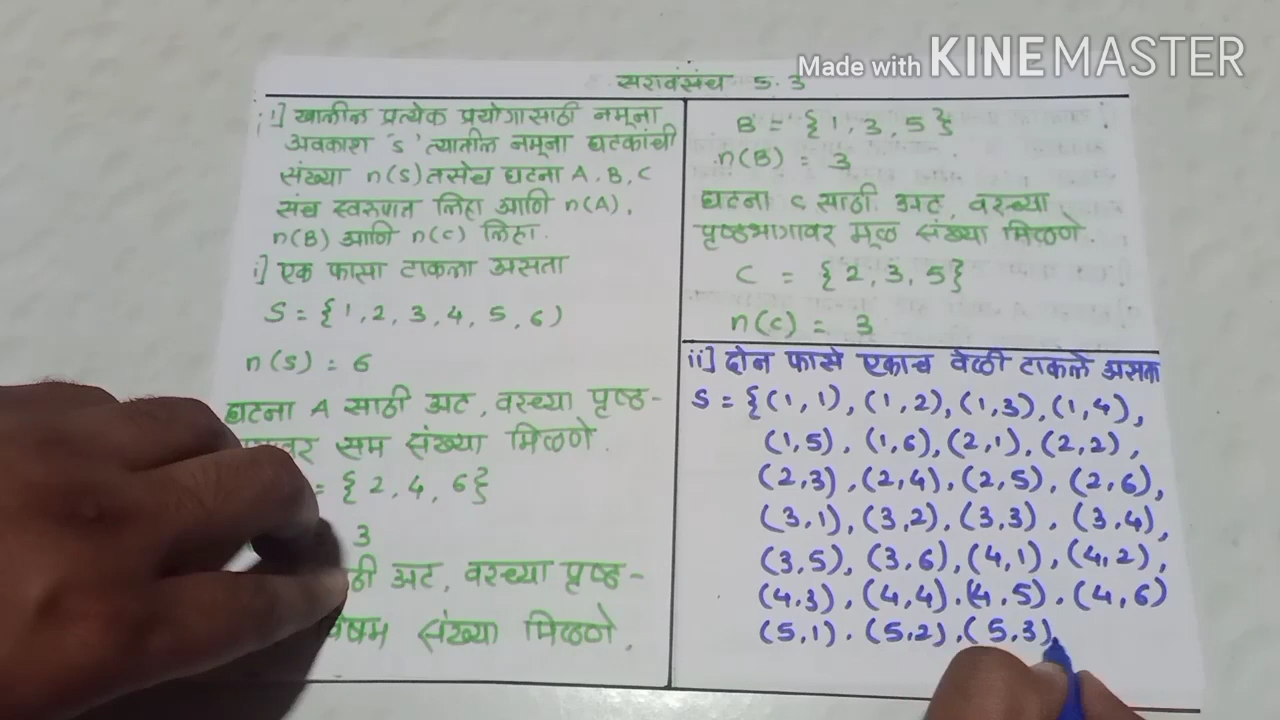 Made with KINEMASTER
सरावसंच 5.3
1] खालील प्रत्येक प्रयोगासाठी नमूना
अवकाश 'S' त्यातील नमूना घटकांची
संख्या n(S) तसेच घटना A, B, C
संच स्वरुपात लिहा आणि n(A),
n(B) आणि n(C) लिहा.
i] एक फासा टाकला असता
S = {1, 2, 3, 4, 5, 6}
n(S) = 6
घटना A साठी अट, वरच्या पृष्ठ-
वर सम संख्या मिळणे.
= {2, 4, 6}
3
ठी अट, वरच्या पृष्ठ-
विषम संख्या मिळणे.
B = {1, 3, 5}
n(B) = 3
घटना C साठी अट, वरच्या
पृष्ठभागावर मूळ संख्या मिळणे.
C = {2, 3, 5}
n(C) = 3
ii] दोन फासे एकाच वेळी टाकले असता
S = {(1,1), (1,2), (1,3), (1,4),
(1,5), (1,6), (2,1), (2,2),
(2,3), (2,4), (2,5), (2,6),
(3,1), (3,2), (3,3), (3,4),
(3,5), (3,6), (4,1), (4,2),
(4,3), (4,4), (4,5), (4,6)
(5,1), (5,2), (5,3),